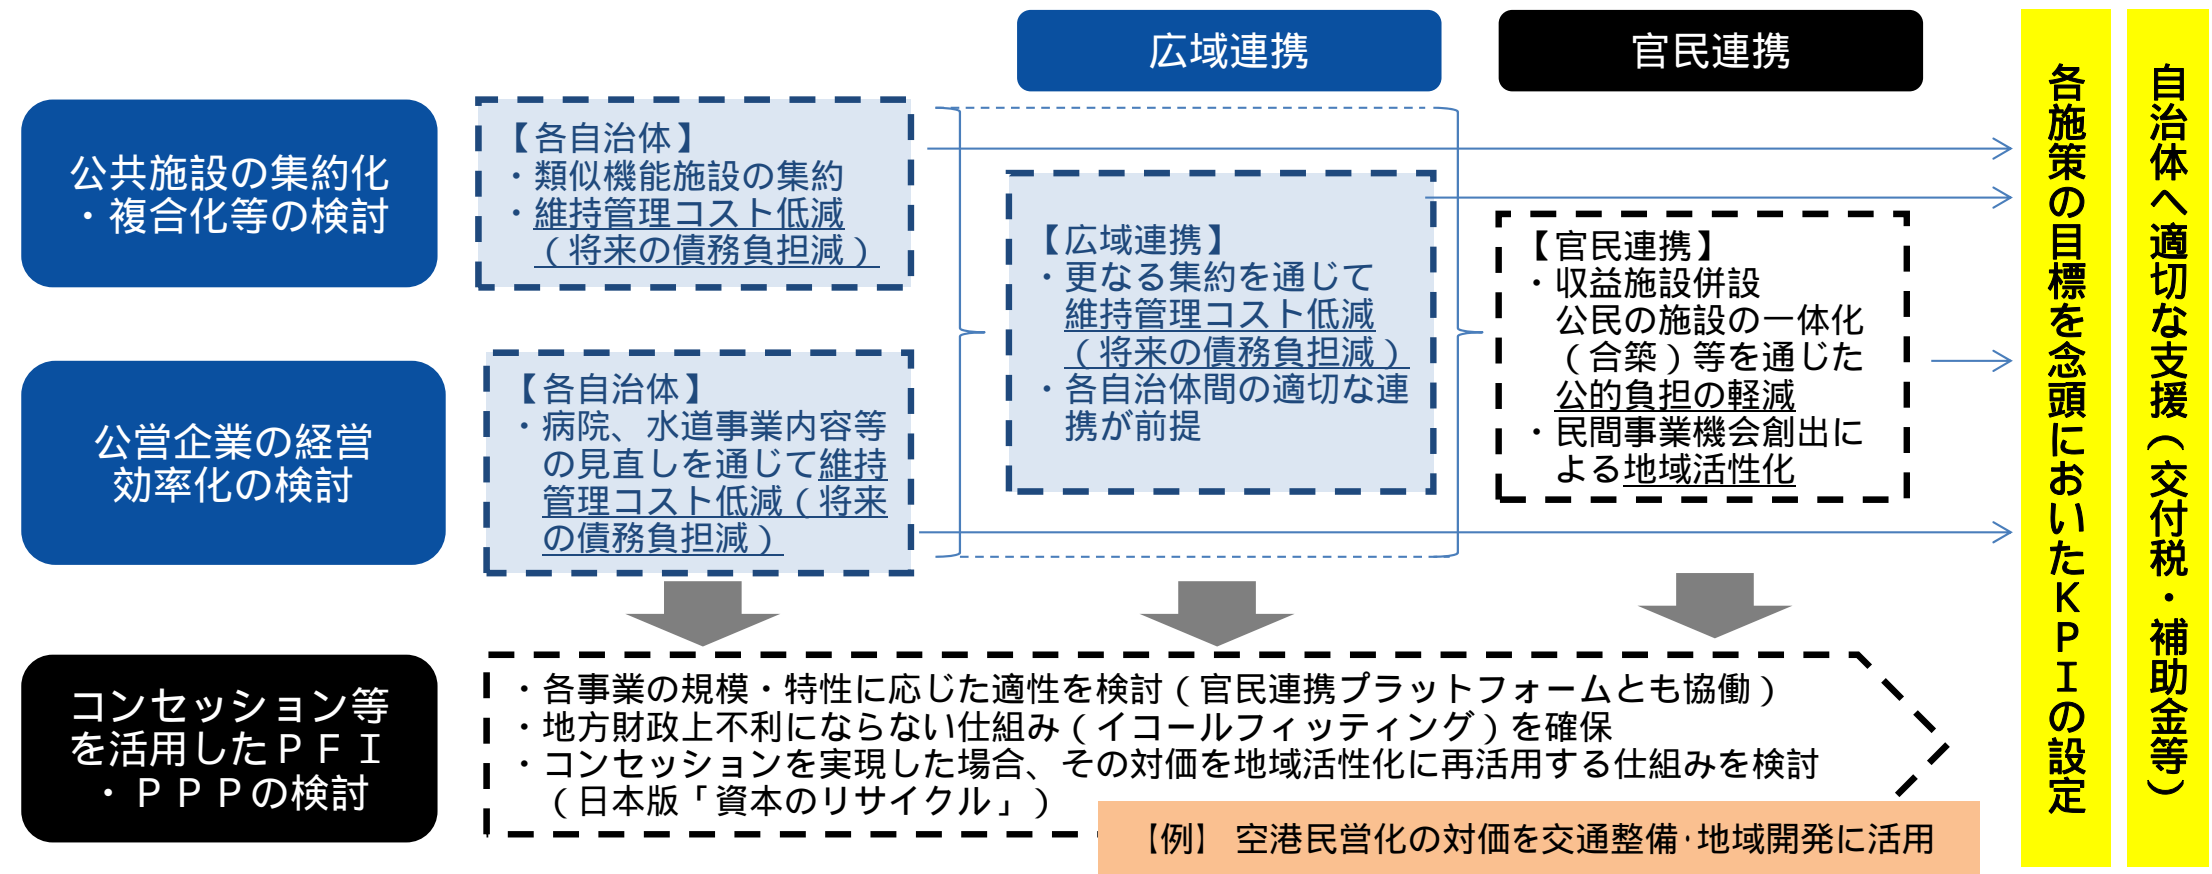 広域連携
官民連携
公共施設の集約化
・複合化等の検討
【各自治体】
・類似機能施設の集約
・維持管理コスト低減
（将来の債務負担減）
【広域連携】
・更なる集約を通じて
維持管理コスト低減
（将来の債務負担減）
・各自治体間の適切な連
携が前提
【官民連携】
・収益施設併設
公民の施設の一体化
（合築）等を通じた
公的負担の軽減
・民間事業機会創出に
よる地域活性化
公営企業の経営
効率化の検討
【各自治体】
・病院、水道事業内容等
の見直しを通じて維持
管理コスト低減（将来
の債務負担減）
コンセッション等
を活用したＰＦＩ
・ＰＰＰの検討
・各事業の規模・特性に応じた適性を検討（官民連携プラットフォームとも協働）
・地方財政上不利にならない仕組み（イコールフィッティング）を確保
・コンセッションを実現した場合、その対価を地域活性化に再活用する仕組みを検討
（日本版「資本のリサイクル」）
【例】 空港民営化の対価を交通整備･地域開発に活用
各施策の目標を念頭においたＫＰＩの設定
自治体へ適切な支援（交付税・補助金等）